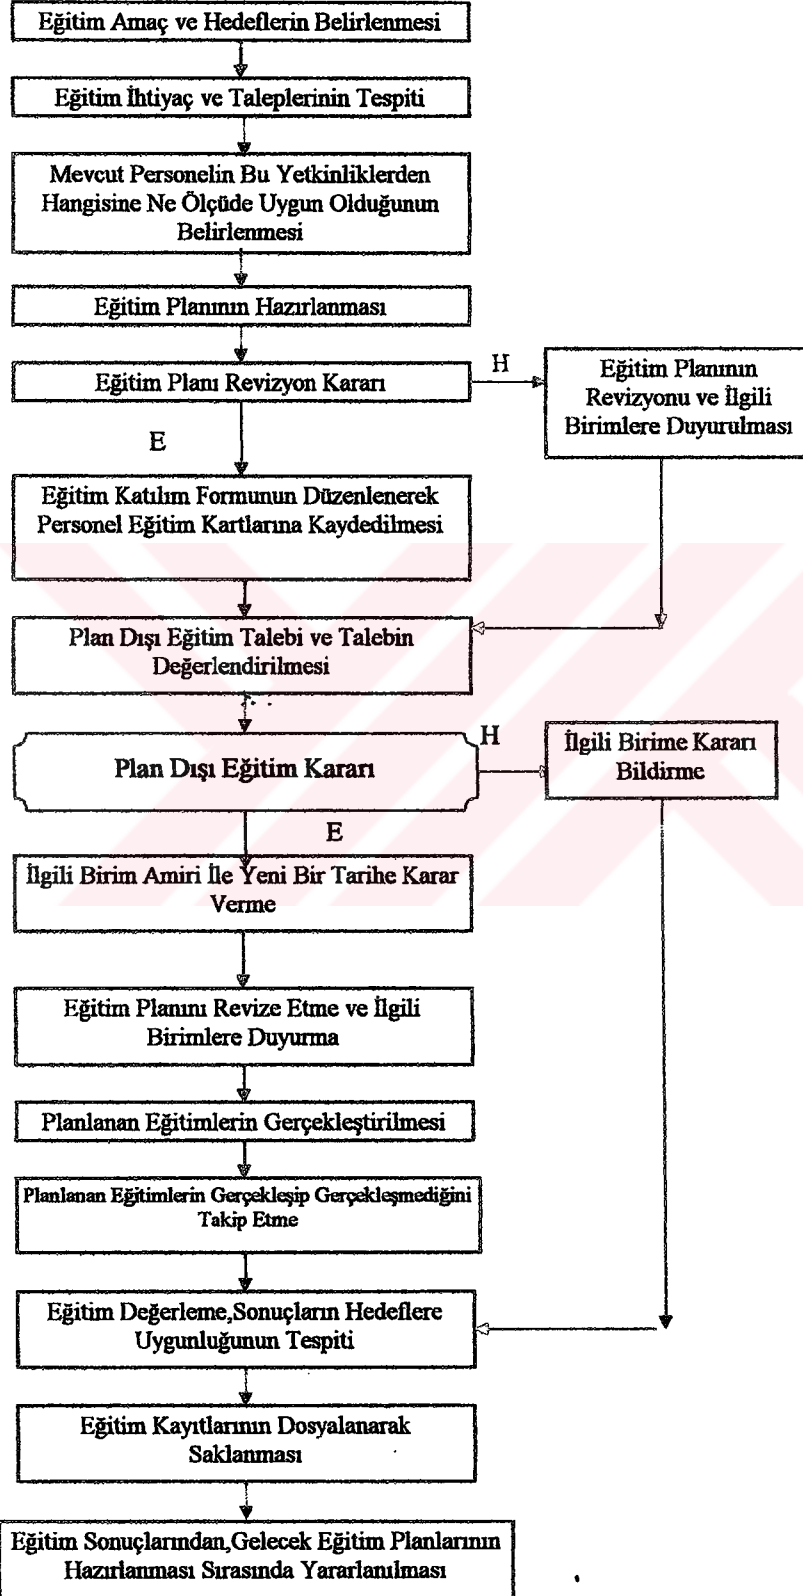 Eğitim Amaç ve Hedeflerin Belirlenmesi
Eğitim İhtiyaç ve Taleplerinin Tespiti
Mevcut Personelin Bu Yetkinliklerden
Hangisine Ne Ölçüde Uygun Olduğunun
Belirlenmesi
Eğitim Planının Hazırlanması
Eğitim Planı Revizyon Kararı
H
Eğitim Planının
Revizyonu ve İlgili
Birimlere Duyurulması
E
Eğitim Katılım Formunun Düzenlenerek
Personel Eğitim Kartlarına Kaydedilmesi
Plan Dışı Eğitim Talebi ve Talebin
Değerlendirilmesi
Plan Dışı Eğitim Kararı
H
İlgili Birime Kararı
Bildirme
E
İlgili Birim Amiri İle Yeni Bir Tarihe Karar
Verme
Eğitim Planını Revize Etme ve İlgili
Birimlere Duyurma
Planlanan Eğitimlerin Gerçekleştirilmesi
Planlanan Eğitimlerin Gerçekleşip Gerçekleşmediğini
Takip Etme
Eğitim Değerleme,Sonuçların Hedeflere
Uygunluğunun Tespiti
Eğitim Kayıtlarının Dosyalanarak
Saklanması
Eğitim Sonuçlarından,Gelecek Eğitim Planlarının
Hazırlanması Sırasında Yararlanılması